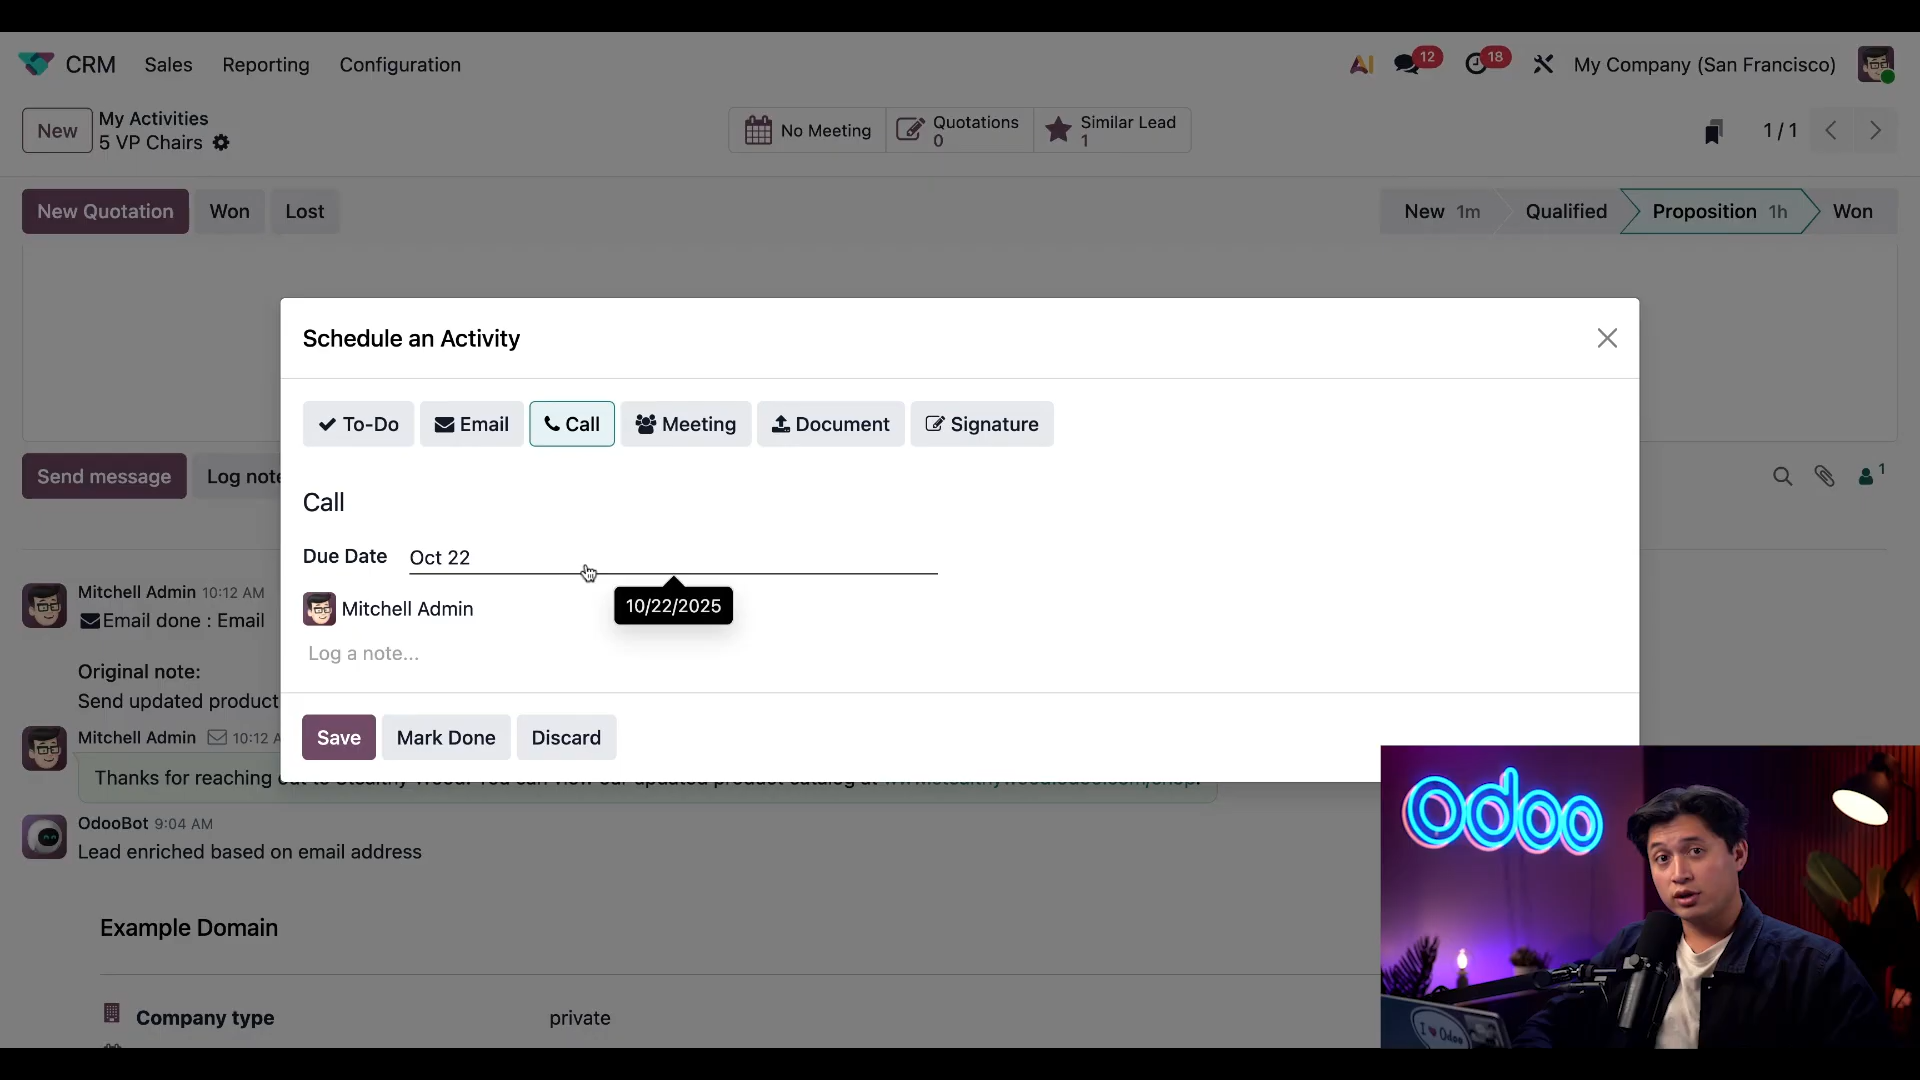 CRM Sales Reporting Configuration
12 18 My Company (San Francisco)
New
My Activities
5 VP Chairs
No Meeting
Quotations
0
Similar Lead
1
1 / 1
New Quotation Won Lost
New 1m Qualified Proposition 1h Won
Schedule an Activity
To-Do Email Call Meeting Document Signature
Call
Due Date Oct 22
10/22/2025
Mitchell Admin
Log a note...
Save Mark Done Discard
Send message Log note
1
Mitchell Admin 10:12 AM
Email done : Email
Original note:
Send updated product
Mitchell Admin 10:12 A
Thanks for reaching
OdooBot 9:04 AM
Lead enriched based on email address
Example Domain
Company type private
odoo
I Odoo